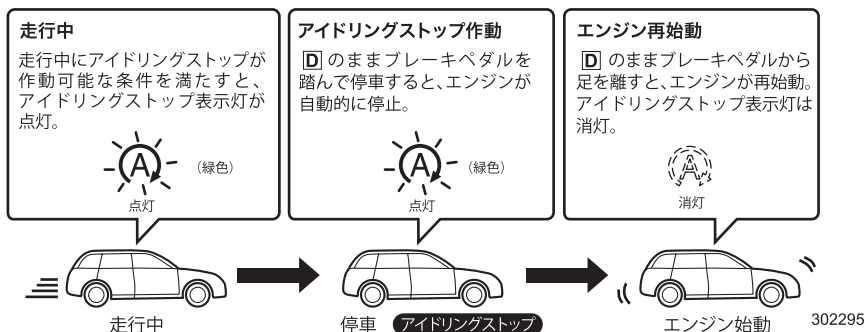 走行中
走行中にアイドリングストップが
作動可能な条件を満たすと、
アイドリングストップ表示灯が
点灯。
A
(緑色)
点灯
アイドリングストップ作動
D のままブレーキペダルを
踏んで停車すると、エンジンが
自動的に停止。
A
(緑色)
点灯
エンジン再始動
D のままブレーキペダルから
足を離すと、エンジンが再始動。
アイドリングストップ表示灯は
消灯。
A
消灯
走行中
停車 アイドリングストップ
エンジン始動
302295